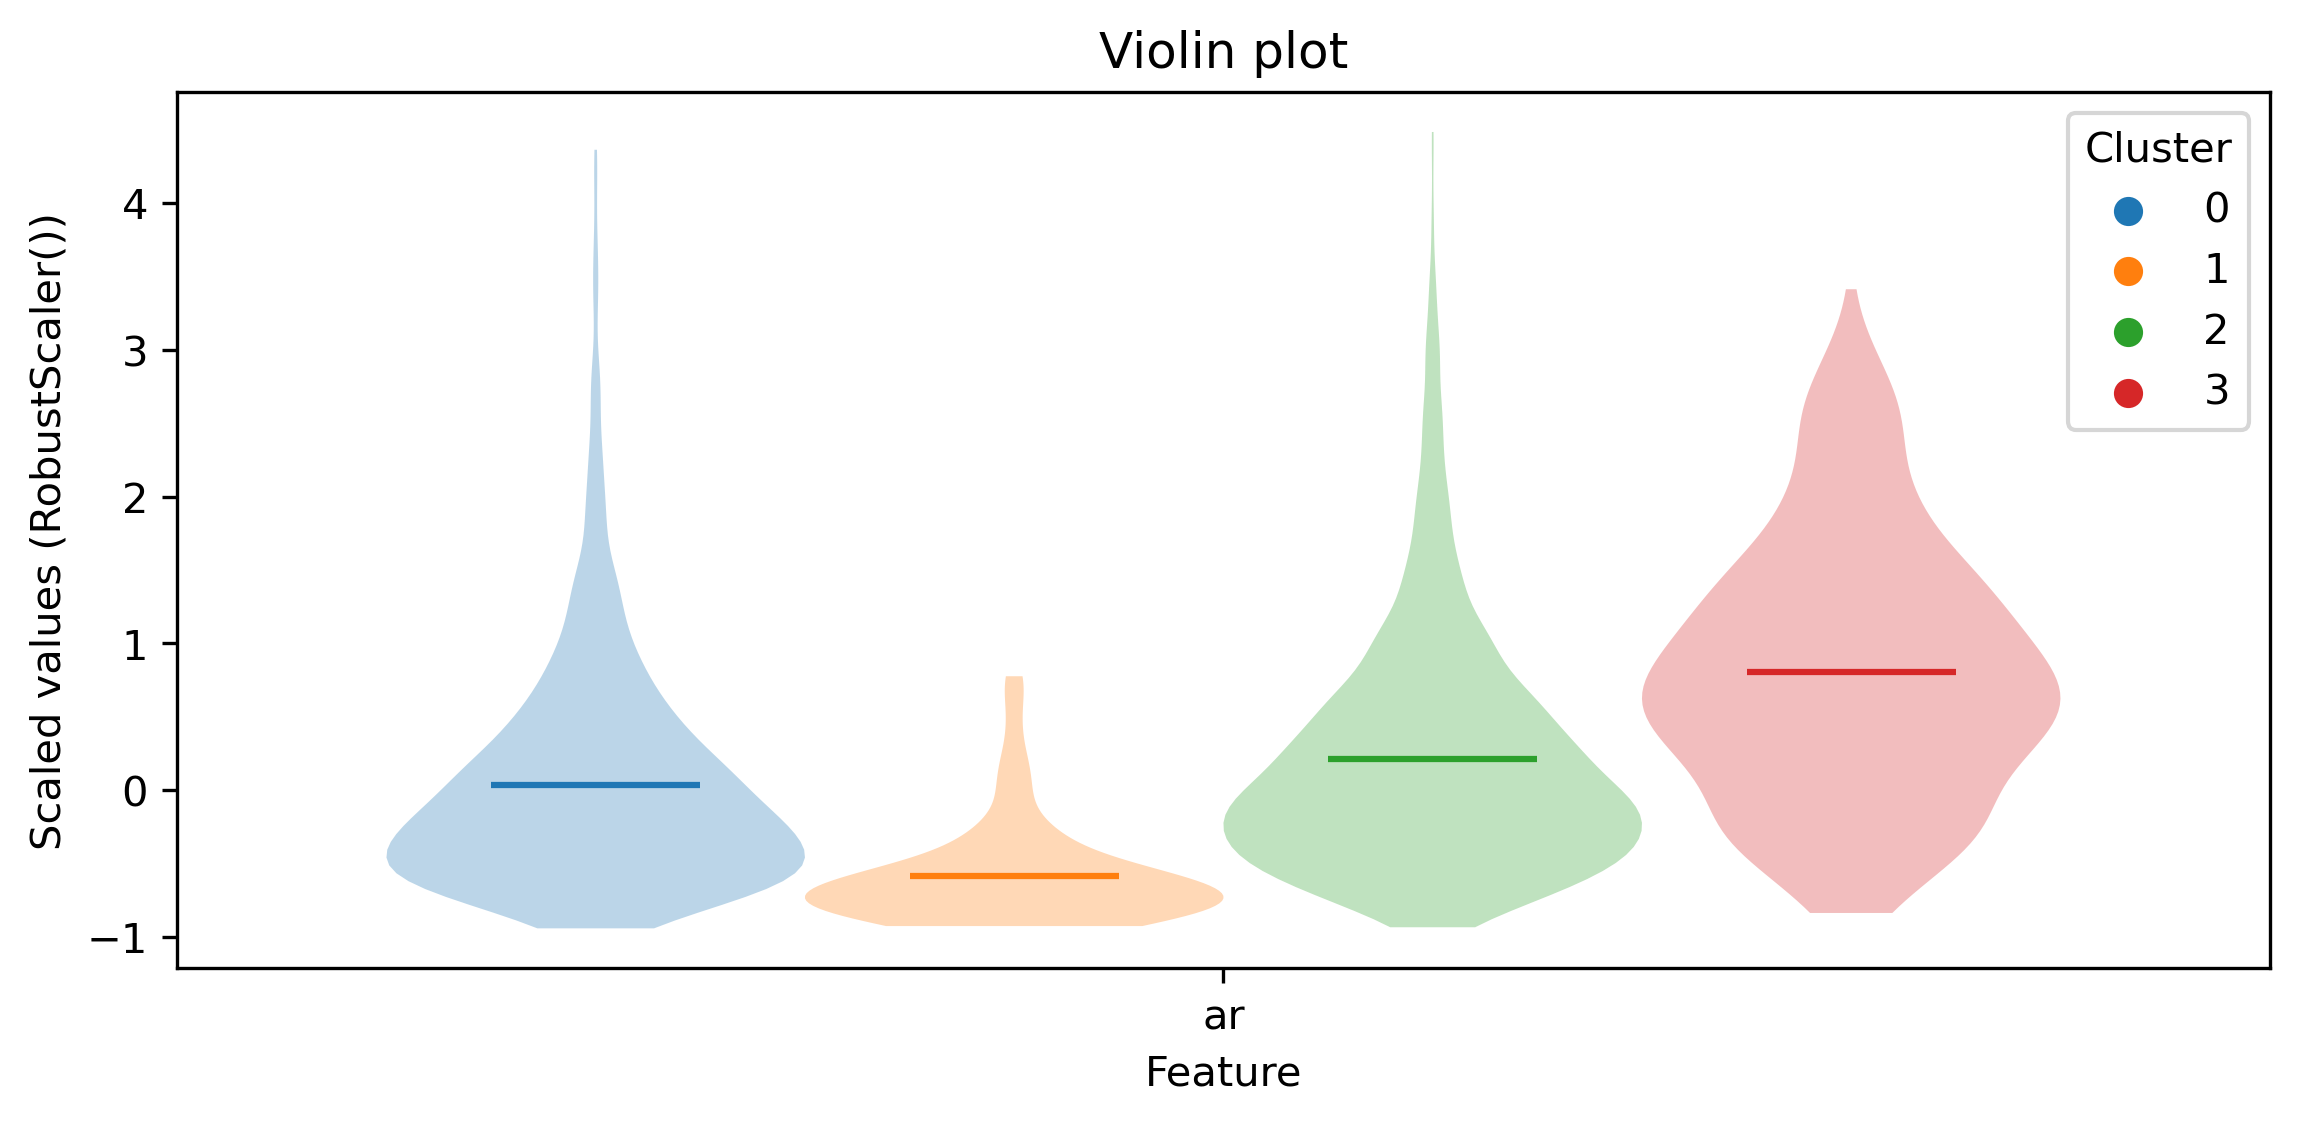 Violin plot
Scaled values (RobustScaler())
4
3
2
1
0
−1
Cluster
0
1
2
3
ar
Feature